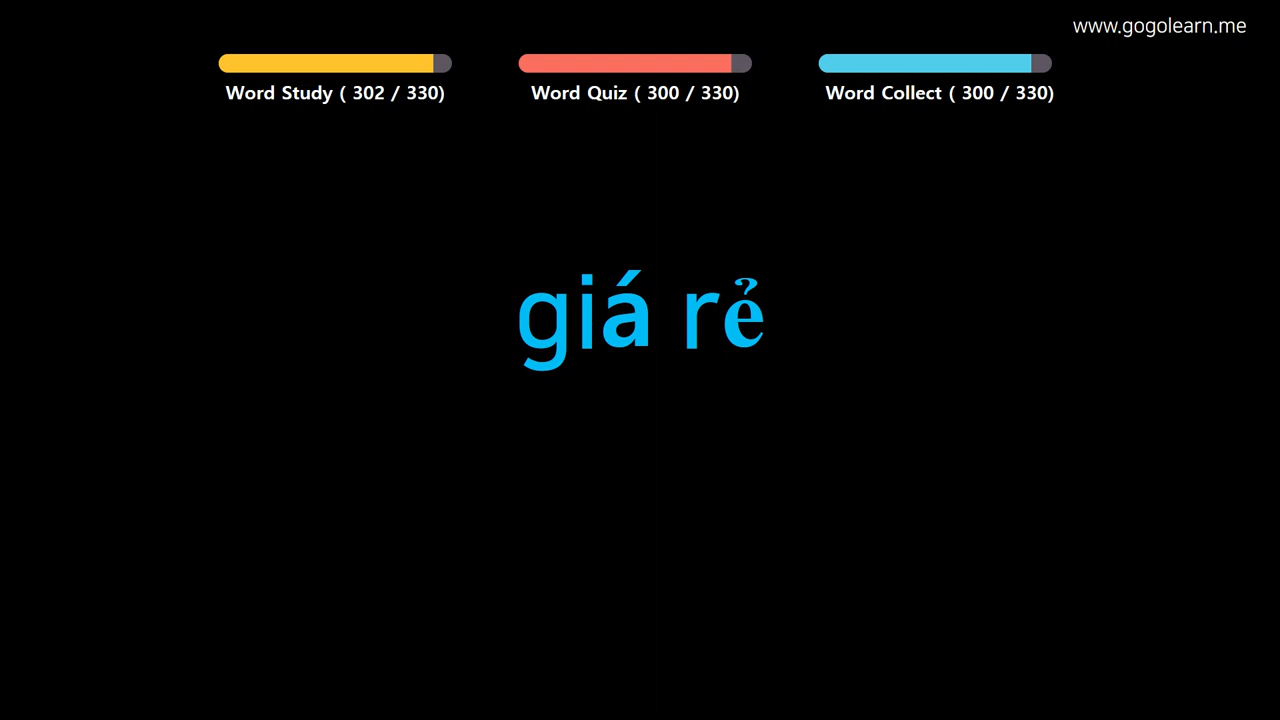 www.gogolearn.me
Word Study ( 302 / 330)
Word Quiz ( 300 / 330)
Word Collect ( 300 / 330)
giá rẻ